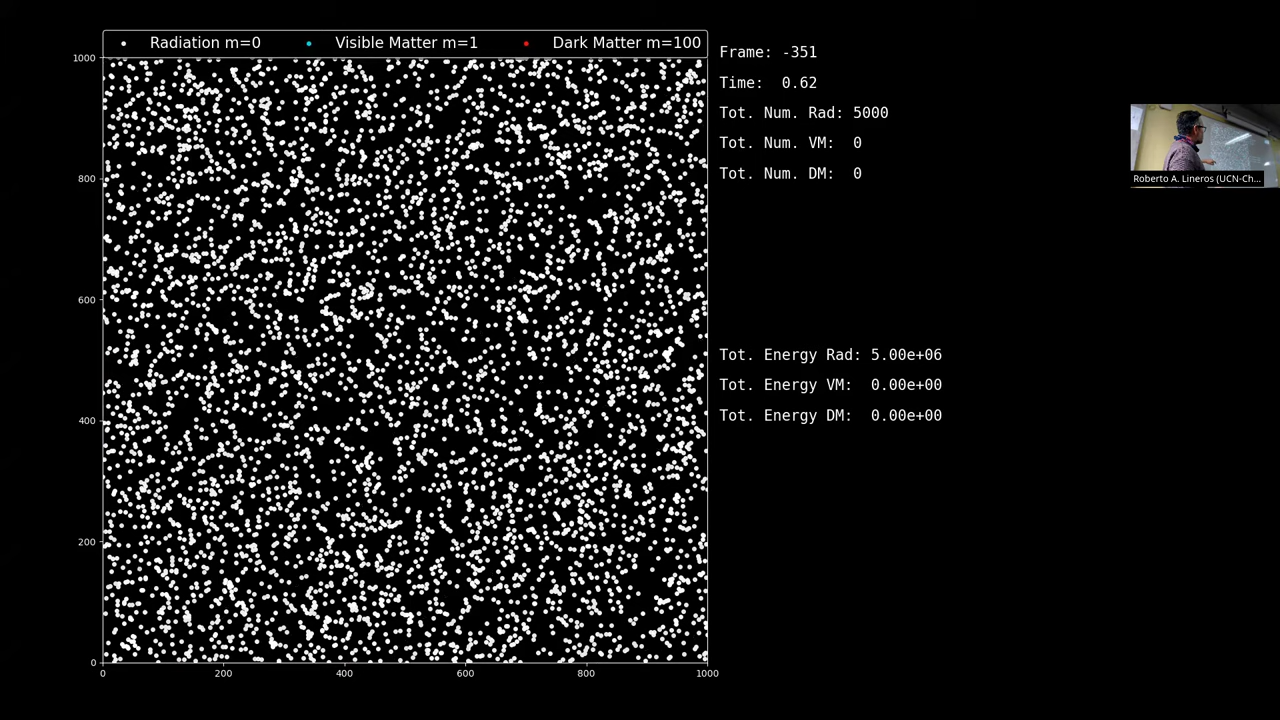 Radiation m=0 Visible Matter m=1 Dark Matter m=100
1000
800
600
400
200
0
0 200 400 600 800 1000
Frame: -351
Time: 0.62
Tot. Num. Rad: 5000
Tot. Num. VM: 0
Tot. Num. DM: 0
Tot. Energy Rad: 5.00e+06
Tot. Energy VM: 0.00e+00
Tot. Energy DM: 0.00e+00
Roberto A. Lineros (UCN-Ch...